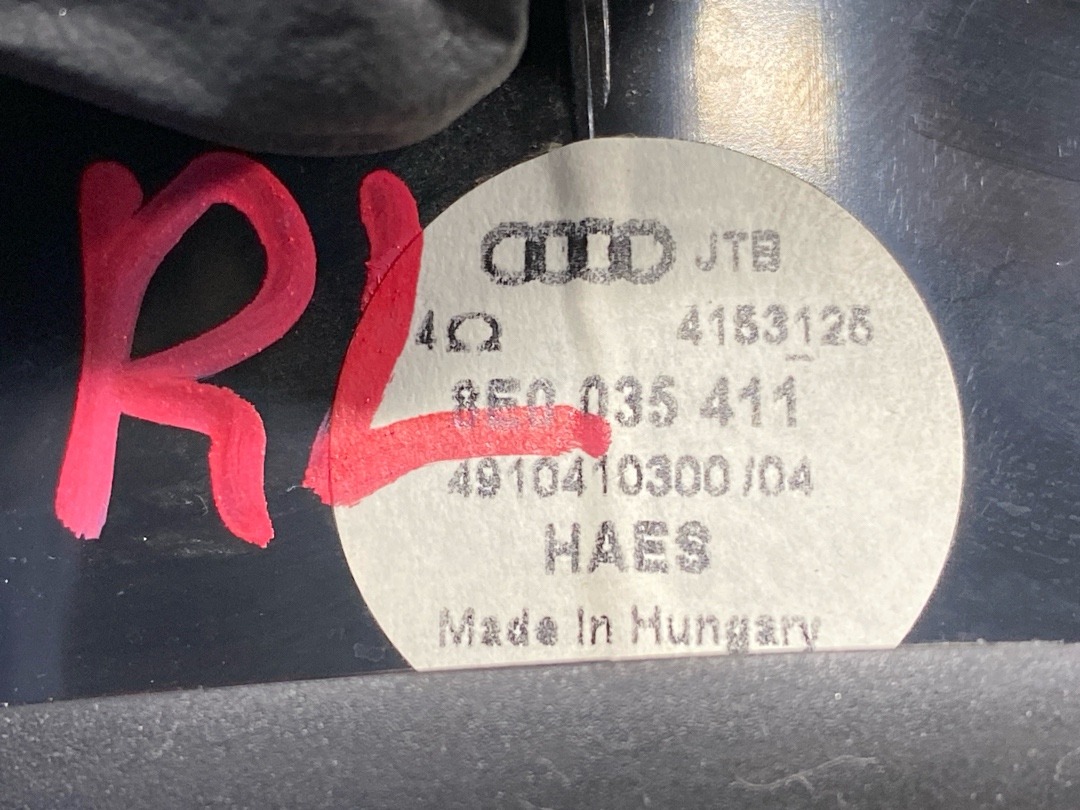 RL
JTB
4Ω 4153125
8E0 035 411
4910410300 /04
HAES
Made In Hungary